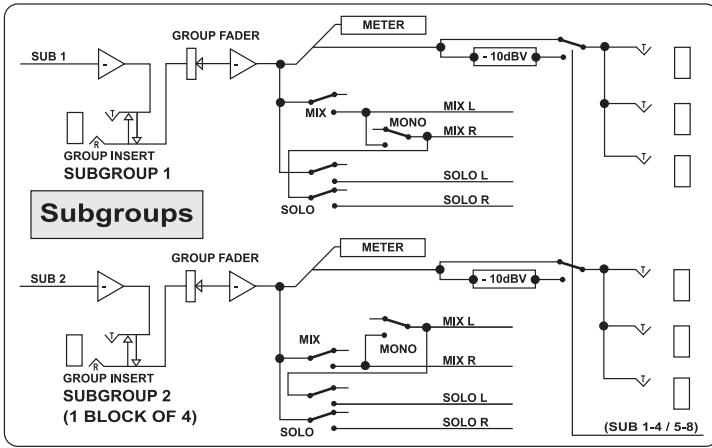 METER
GROUP FADER
SUB 1
- 10dBV
T
MIX
MIX L
MONO
MIX R
T
R
GROUP INSERT
SUBGROUP 1
T
T
SOLO L
SOLO
SOLO R
Subgroups
METER
GROUP FADER
SUB 2
- 10dBV
T
MIX L
MIX
MONO
MIX R
T
R
GROUP INSERT
SUBGROUP 2
(1 BLOCK OF 4)
T
T
SOLO L
SOLO
SOLO R
(SUB 1-4 / 5-8)